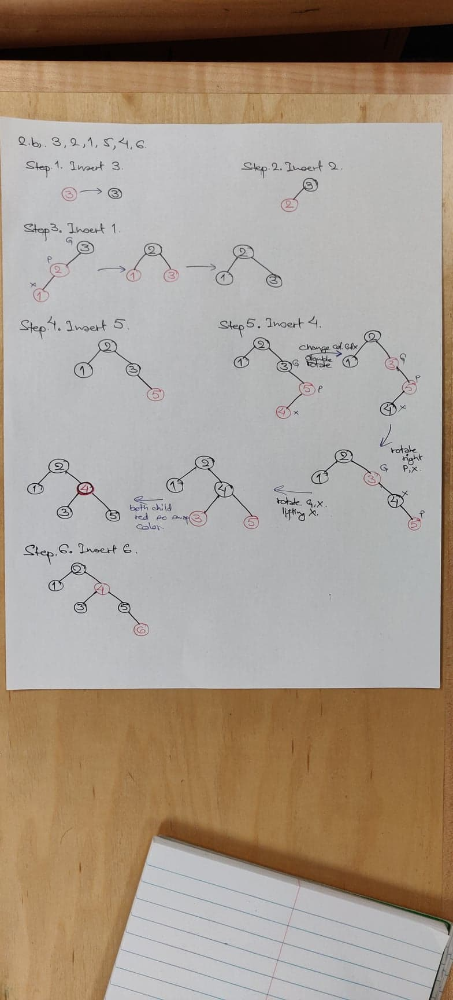 2.b). 3, 2, 1, 5, 4, 6.
Step.1. Insert 3.
3 3
Step.2. Insert 2.
3
2
Step3. Insert 1.
G 3
P 2
x 1
2
1 3
2
1 3
Step.4. Insert 5.
2
1 3
5
Step5. Insert 4.
2
1 3 G
5 P
4 x
change col. G&x
double
rotate
2
1 3 G
5 P
4 x
rotate
right
P,x.
2
1 3 G
4 x
5 P
rotate G,x.
lifting x.
2
1 4
3 5
both child
red so swap
color.
2
1 4
3 5
Step.6. Insert 6.
2
1 4
3 5
6